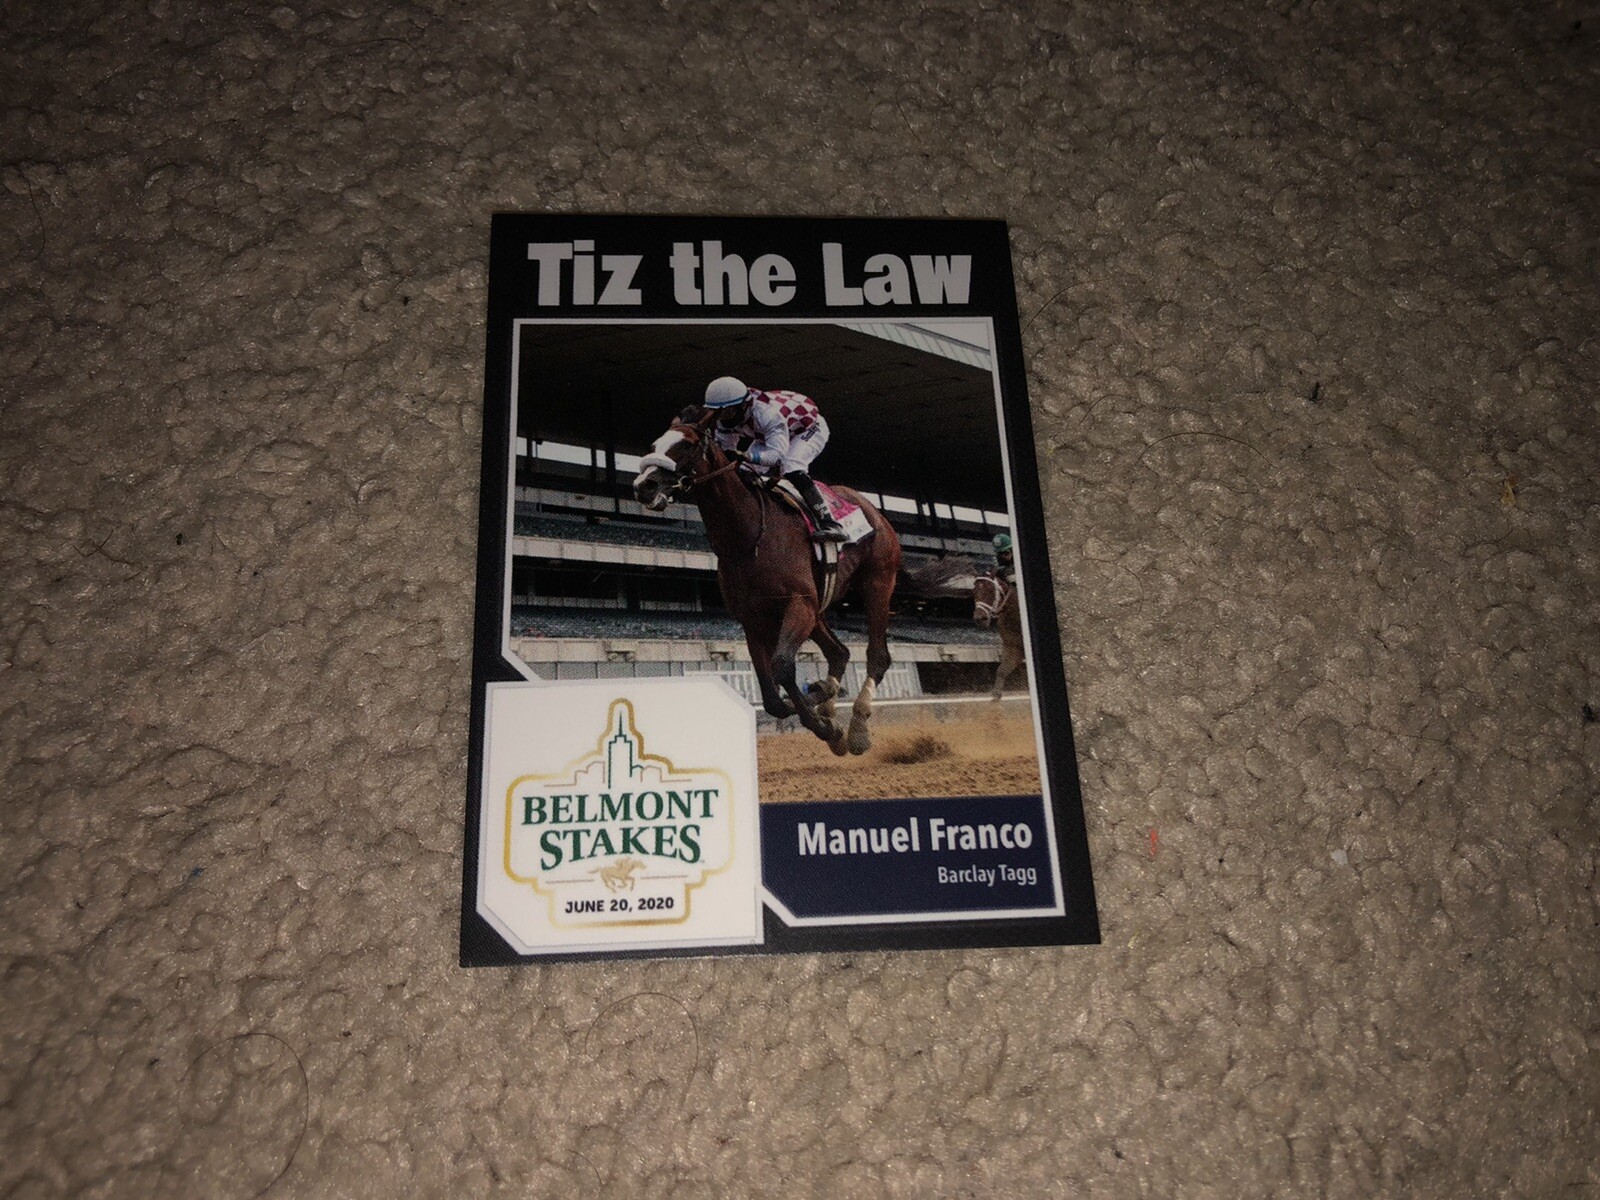 Tiz the Law
BELMONT
STAKES
JUNE 20, 2020
Manuel Franco
Barclay Tagg